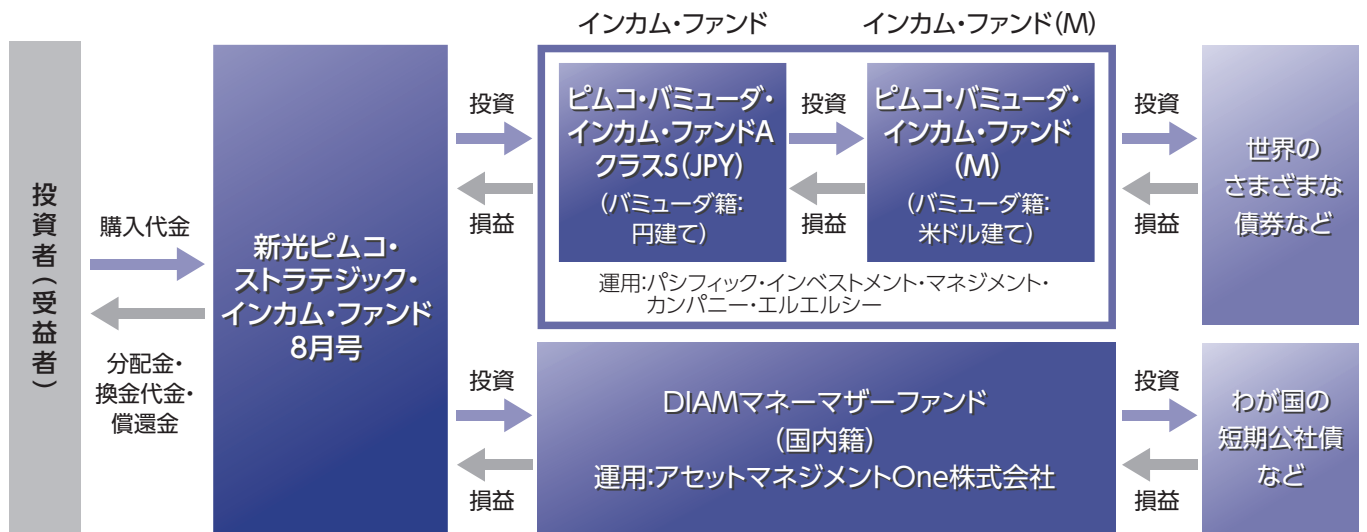 インカム・ファンド
インカム・ファンド(M)
投資者(受益者)
購入代金
分配金・
換金代金・
償還金
新光ピムコ・
ストラテジック・
インカム・ファンド
8月号
投資
損益
ピムコ・バミューダ・
インカム・ファンドA
クラスS(JPY)
(バミューダ籍:
円建て)
投資
損益
ピムコ・バミューダ・
インカム・ファンド
(M)
(バミューダ籍:
米ドル建て)
運用:パシフィック・インベストメント・マネジメント・
カンパニー・エルエルシー
投資
損益
世界の
さまざまな
債券など
投資
損益
DIAMマネーマザーファンド
(国内籍)
運用:アセットマネジメントOne株式会社
投資
損益
わが国の
短期公社債
など